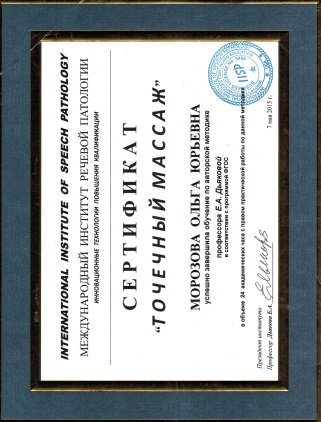 INTERNATIONAL INSTITUTE OF SPEECH PATHOLOGY
МЕЖДУНАРОДНЫЙ ИНСТИТУТ РЕЧЕВОЙ ПАТОЛОГИИ
ИННОВАЦИОННЫЕ ТЕХНОЛОГИИ ПОВЫШЕНИЯ КВАЛИФИКАЦИИ
СЕРТИФИКАТ
"ТОЧЕЧНЫЙ МАССАЖ"
МОРОЗОВА ОЛЬГА ЮРЬЕВНА
успешно завершила обучение по авторской методике
профессора Е.А. Дьяковой
в соответствии с программой ФГОС
в объеме 24 академических часа с правом практической работы по данной методике
Президент института
Профессор Дьякова Е.А.
7 мая 2015 г.
IISP